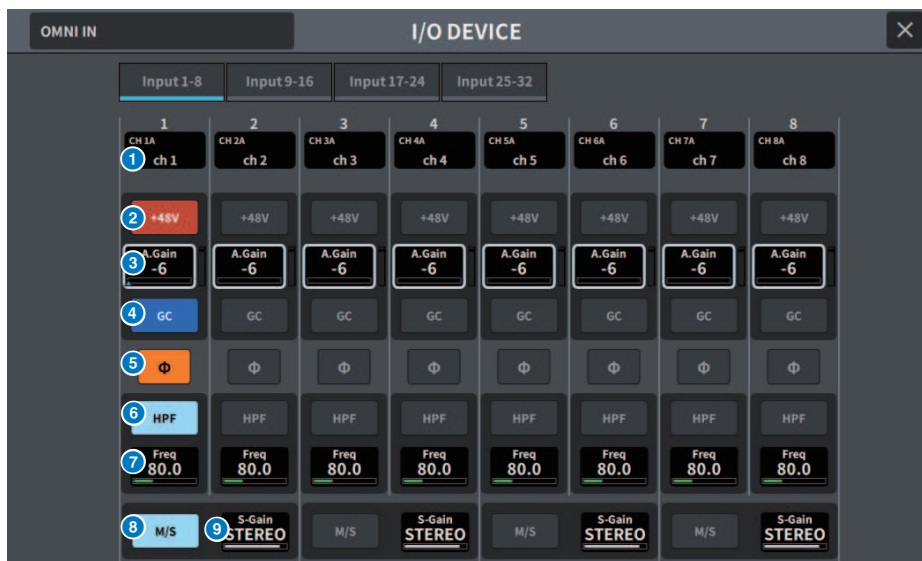 OMNI IN I/O DEVICE
Input 1-8 Input 9-16 Input 17-24 Input 25-32
1 2 3 4 5 6 7 8
CH 1A CH 2A CH 3A CH 4A CH 5A CH 6A CH 7A CH 8A
1 ch 1 ch 2 ch 3 ch 4 ch 5 ch 6 ch 7 ch 8
2 +48V +48V +48V +48V +48V +48V +48V +48V
A.Gain A.Gain A.Gain A.Gain A.Gain A.Gain A.Gain A.Gain
3 -6 -6 -6 -6 -6 -6 -6 -6
4 GC GC GC GC GC GC GC GC
5 Φ Φ Φ Φ Φ Φ Φ Φ
6 HPF HPF HPF HPF HPF HPF HPF HPF
Freq Freq Freq Freq Freq Freq Freq Freq
7 80.0 80.0 80.0 80.0 80.0 80.0 80.0 80.0
S-Gain S-Gain S-Gain S-Gain
8 M/S 9 STEREO M/S STEREO M/S STEREO M/S STEREO